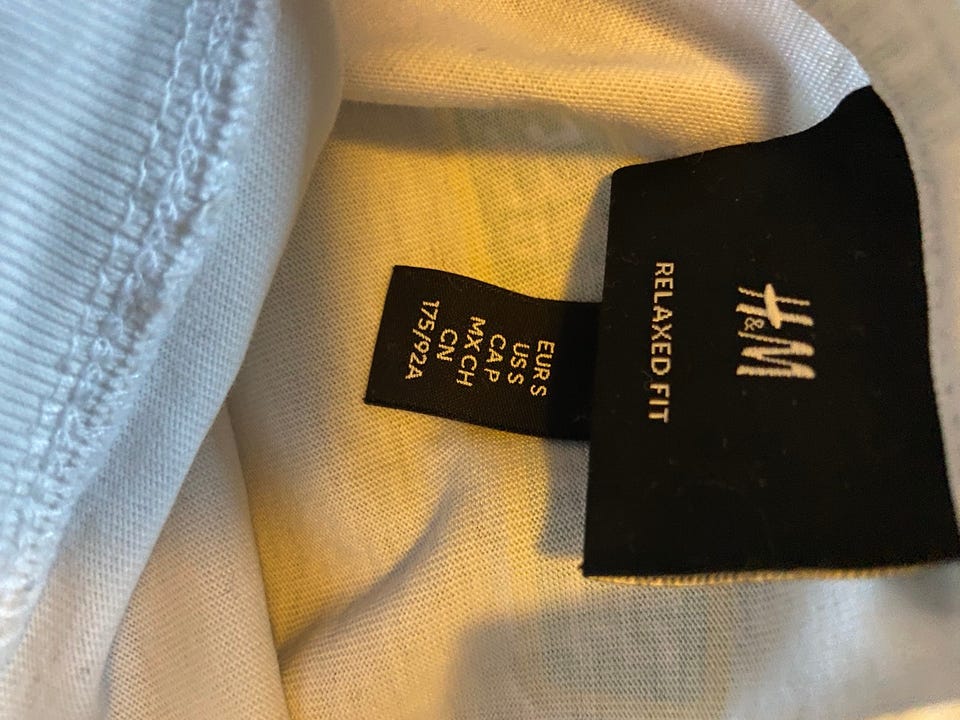 H&M
RELAXED FIT
EUR S
US S
CA P
MX CH
CN
175/92A